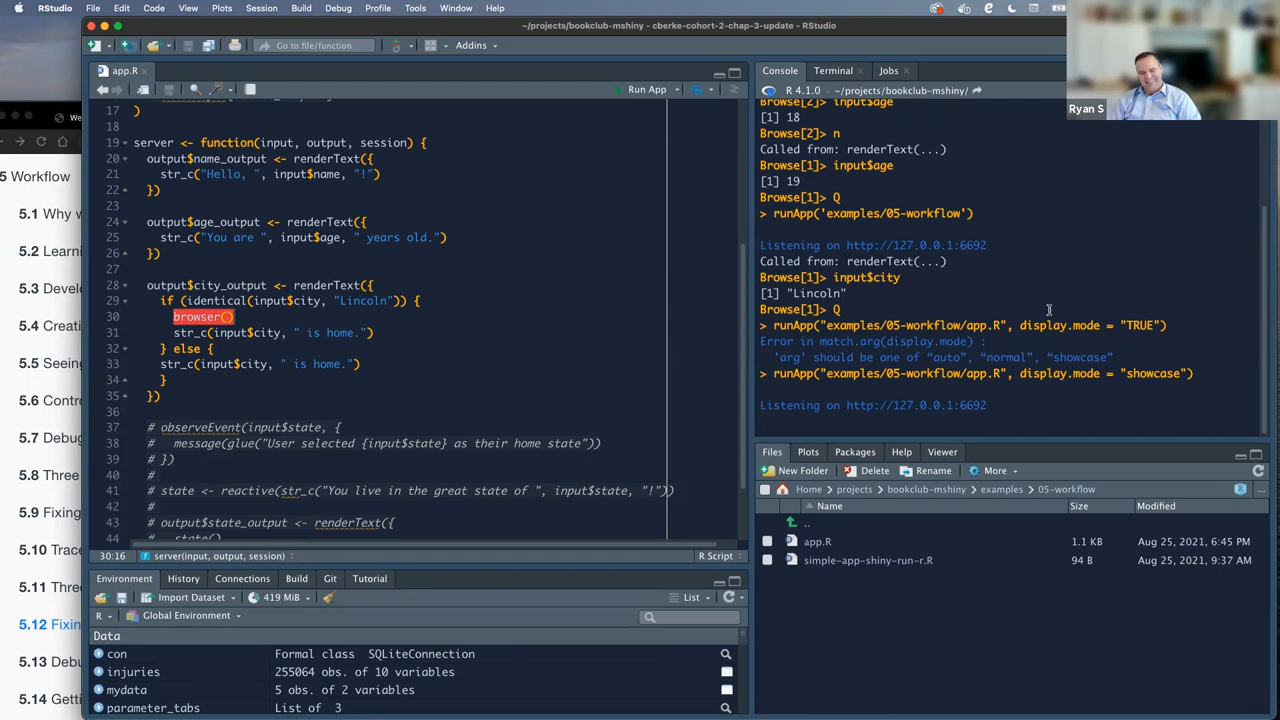 RStudio File Edit Code View Plots Session Build Debug Profile Tools Window Help
~/projects/bookclub-mshiny - cberke-cohort-2-chap-3-update - RStudio
Go to file/function Addins
app.R
Run App
17 )
18
19 server <- function(input, output, session) {
20 output$name_output <- renderText({
21 str_c("Hello, ", input$name, "!")
22 })
23
24 output$age_output <- renderText({
25 str_c("You are ", input$age, " years old.")
26 })
27
28 output$city_output <- renderText({
29 if (identical(input$city, "Lincoln")) {
30 browser()
31 str_c(input$city, " is home.")
32 } else {
33 str_c(input$city, " is home.")
34 }
35 })
36
37 # observeEvent(input$state, {
38 # message(glue("User selected {input$state} as their home state"))
39 # })
40 #
41 # state <- reactive(str_c("You live in the great state of ", input$state, "!"))
42 #
43 # output$state_output <- renderText({
44 # state()
30:16 server(input, output, session) R Script
Environment History Connections Build Git Tutorial
Import Dataset 419 MiB List
R Global Environment
Data
con Formal class SQLiteConnection
injuries 255064 obs. of 10 variables
mydata 5 obs. of 2 variables
parameter_tabs List of 3
Console Terminal Jobs
R 4.1.0 · ~/projects/bookclub-mshiny/
Browse[2]> input$age
[1] 18
Browse[2]> n
Called from: renderText(...)
Browse[1]> input$age
[1] 19
Browse[1]> Q
> runApp('examples/05-workflow')
Listening on http://127.0.0.1:6692
Called from: renderText(...)
Browse[1]> input$city
[1] "Lincoln"
Browse[1]> Q
> runApp("examples/05-workflow/app.R", display.mode = "TRUE")
Error in match.arg(display.mode) :
'arg' should be one of “auto”, “normal”, “showcase”
> runApp("examples/05-workflow/app.R", display.mode = "showcase")
Listening on http://127.0.0.1:6692
Files Plots Packages Help Viewer
New Folder Delete Rename More
Home projects bookclub-mshiny examples 05-workflow
Name Size Modified
..
app.R 1.1 KB Aug 25, 2021, 6:45 PM
simple-app-shiny-run-r.R 94 B Aug 25, 2021, 9:37 AM
Ryan S
We
5 Workflow
5.1 Why
5.2
5.3
5.4
5.5
5.6
5.7
5.8 Three
5.9 Fixing
5.10
5.11
5.12
5.13
5.14